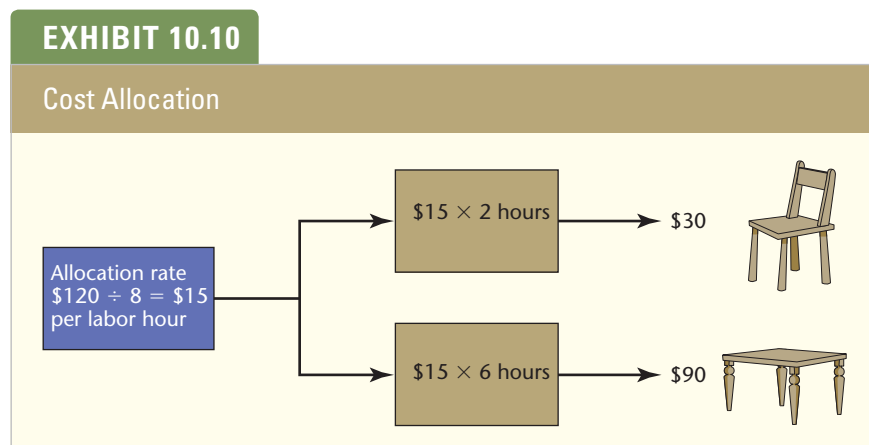 EXHIBIT 10.10
Cost Allocation
Allocation rate
$120 ÷ 8 = $15
per labor hour
$15 × 2 hours
$30
$15 × 6 hours
$90